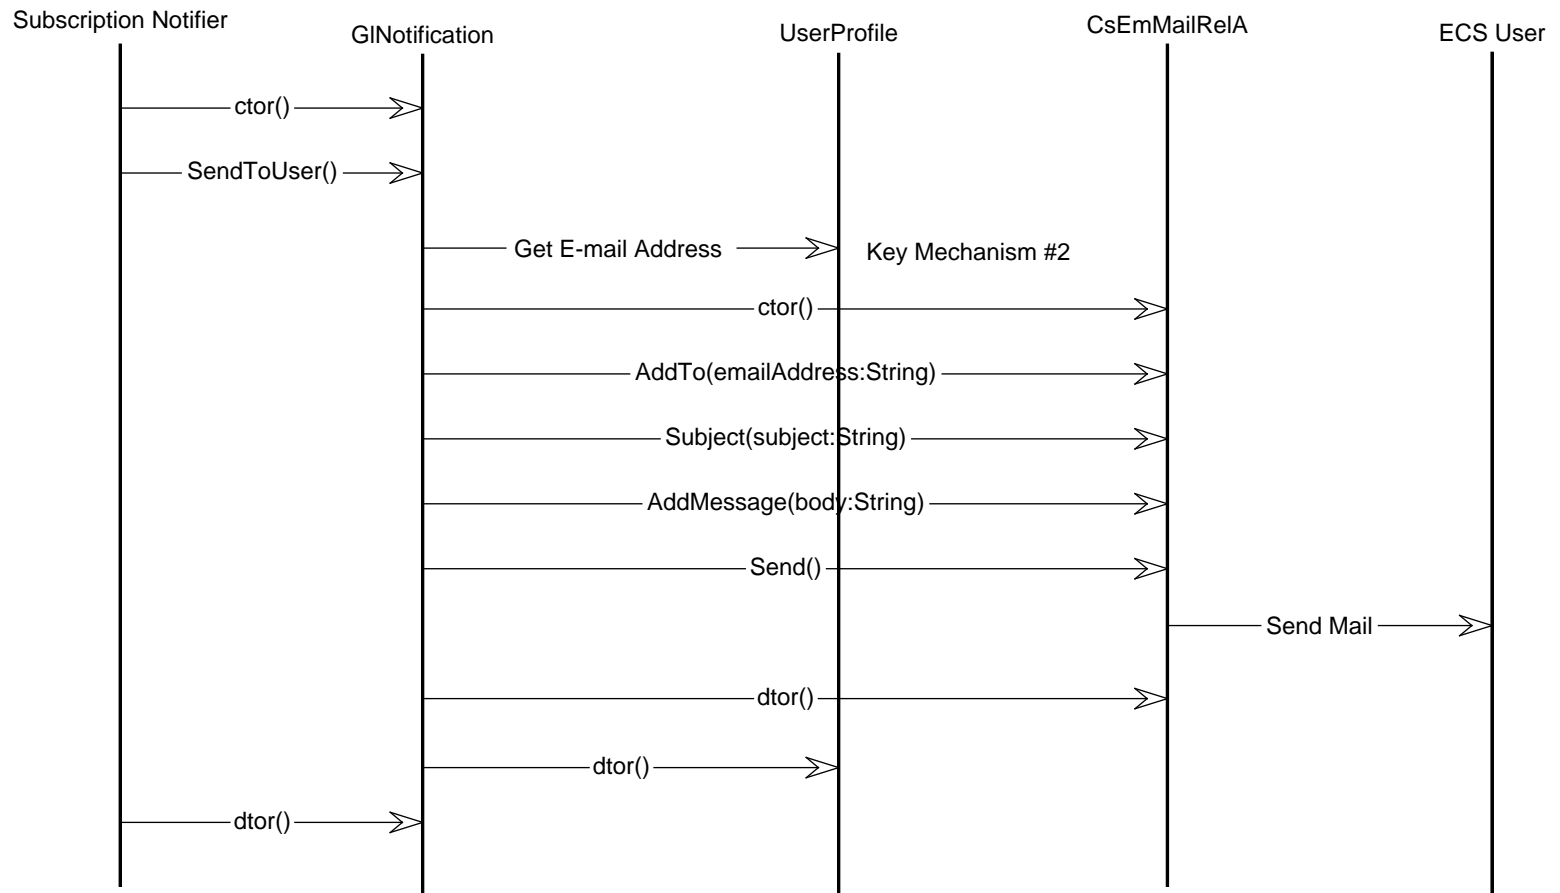 Subscription Notifier
GlNotification
UserProfile
CsEmMailRelA
ECS User
ctor()
SendToUser()
Get E-mail Address
Key Mechanism #2
ctor()
AddTo(emailAddress:String)
Subject(subject:String)
AddMessage(body:String)
Send()
Send Mail
dtor()
dtor()
dtor()